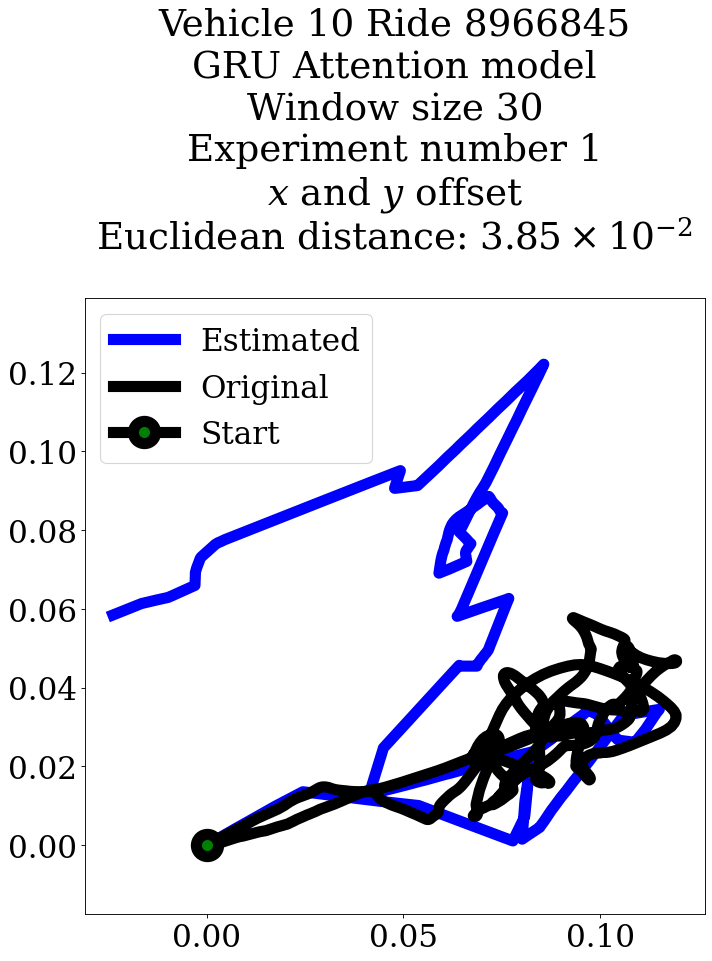 Vehicle 10 Ride 8966845
GRU Attention model
Window size 30
Experiment number 1
x and y offset
Euclidean distance: 3.85 × 10⁻²
Estimated
Original
Start
0.12
0.10
0.08
0.06
0.04
0.02
0.00
0.00 0.05 0.10